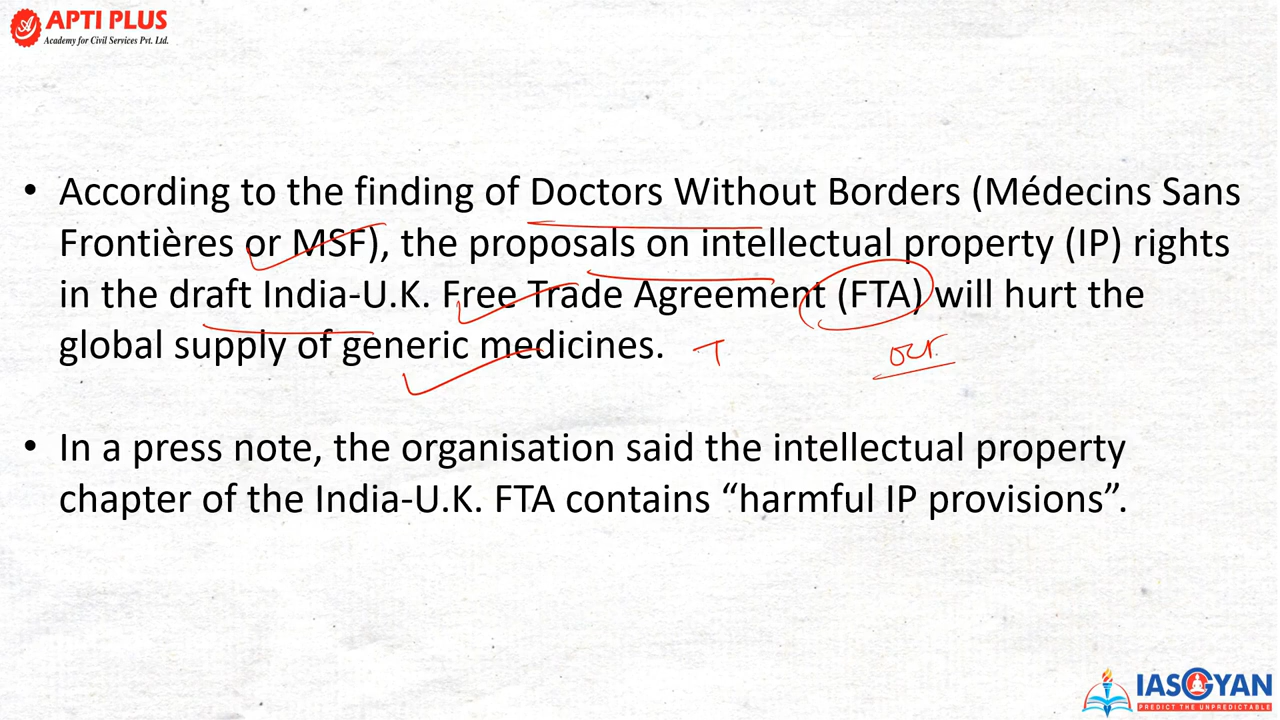 APTI PLUS
Academy for Civil Services Pvt. Ltd.
• According to the finding of Doctors Without Borders (Médecins Sans
Frontières or MSF), the proposals on intellectual property (IP) rights
in the draft India-U.K. Free Trade Agreement (FTA) will hurt the
global supply of generic medicines.
• In a press note, the organisation said the intellectual property
chapter of the India-U.K. FTA contains “harmful IP provisions”.
IASGYAN
PREDICT THE UNPREDICTABLE